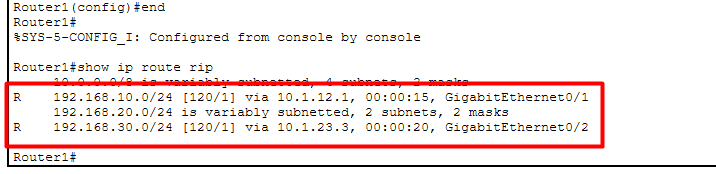 Router1(config)#end
Router1#
%SYS-5-CONFIG_I: Configured from console by console
Router1#show ip route rip
10.0.0.0/8 is variably subnetted, 4 subnets, 2 masks
R 192.168.10.0/24 [120/1] via 10.1.12.1, 00:00:15, GigabitEthernet0/1
192.168.20.0/24 is variably subnetted, 2 subnets, 2 masks
R 192.168.30.0/24 [120/1] via 10.1.23.3, 00:00:20, GigabitEthernet0/2
Router1#